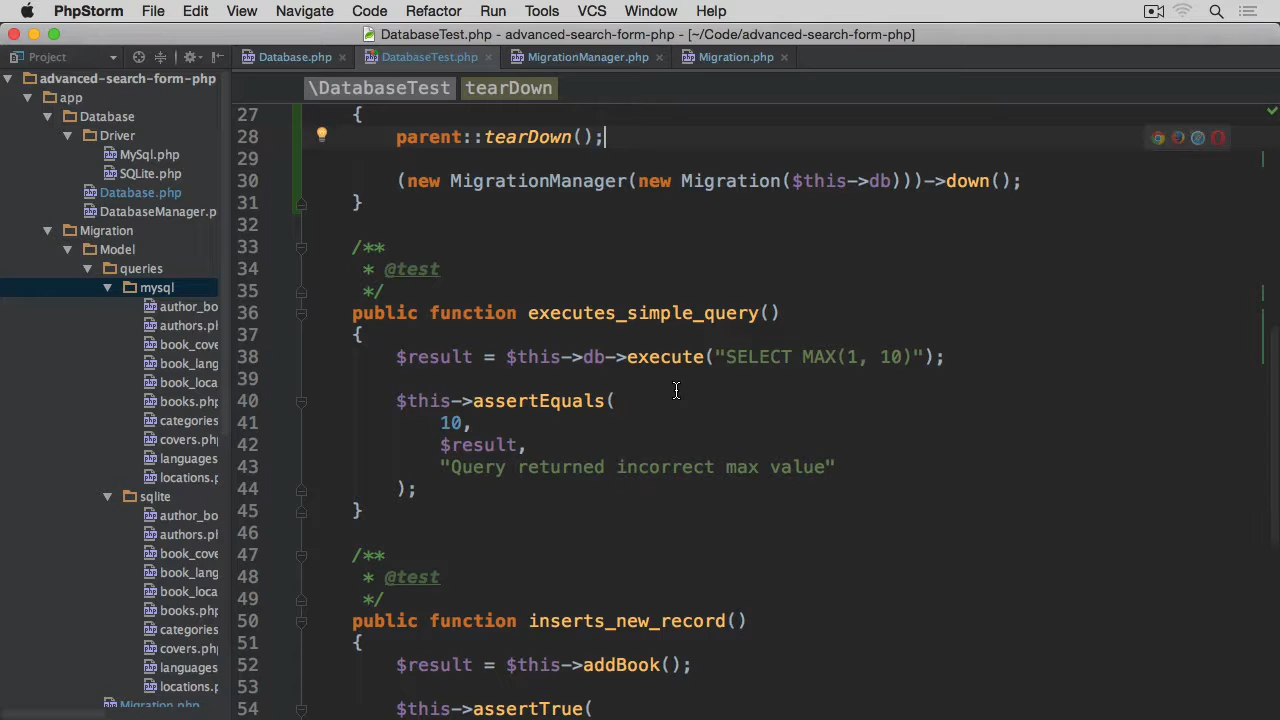 PhpStorm File Edit View Navigate Code Refactoring Run Tools VCS Window Help
DatabaseTest.php - advanced-search-form-php - [~/Code/advanced-search-form-php]
Project Database.php DatabaseTest.php MigrationManager.php Migration.php
advanced-search-form-php
app
Database
Driver
MySql.php
SQLite.php
Database.php
DatabaseManager.p
Migration
Model
queries
mysql
author_bo
authors.ph
book_cove
book_lang
book_loca
books.php
categories
covers.php
languages
locations.p
sqlite
author_bo
authors.ph
book_cove
book_lang
book_loca
books.php
categories
covers.php
languages
locations.p
Migration.php
\DatabaseTest tearDown
27 {
28 parent::tearDown();
29
30 (new MigrationManager(new Migration($this->db)))->down();
31 }
32
33 /**
34 * @test
35 */
36 public function executes_simple_query()
37 {
38 $result = $this->db->execute("SELECT MAX(1, 10)");
39
40 $this->assertEquals(
41 10,
42 $result,
43 "Query returned incorrect max value"
44 );
45 }
46
47 /**
48 * @test
49 */
50 public function inserts_new_record()
51 {
52 $result = $this->addBook();
53
54 $this->assertTrue(